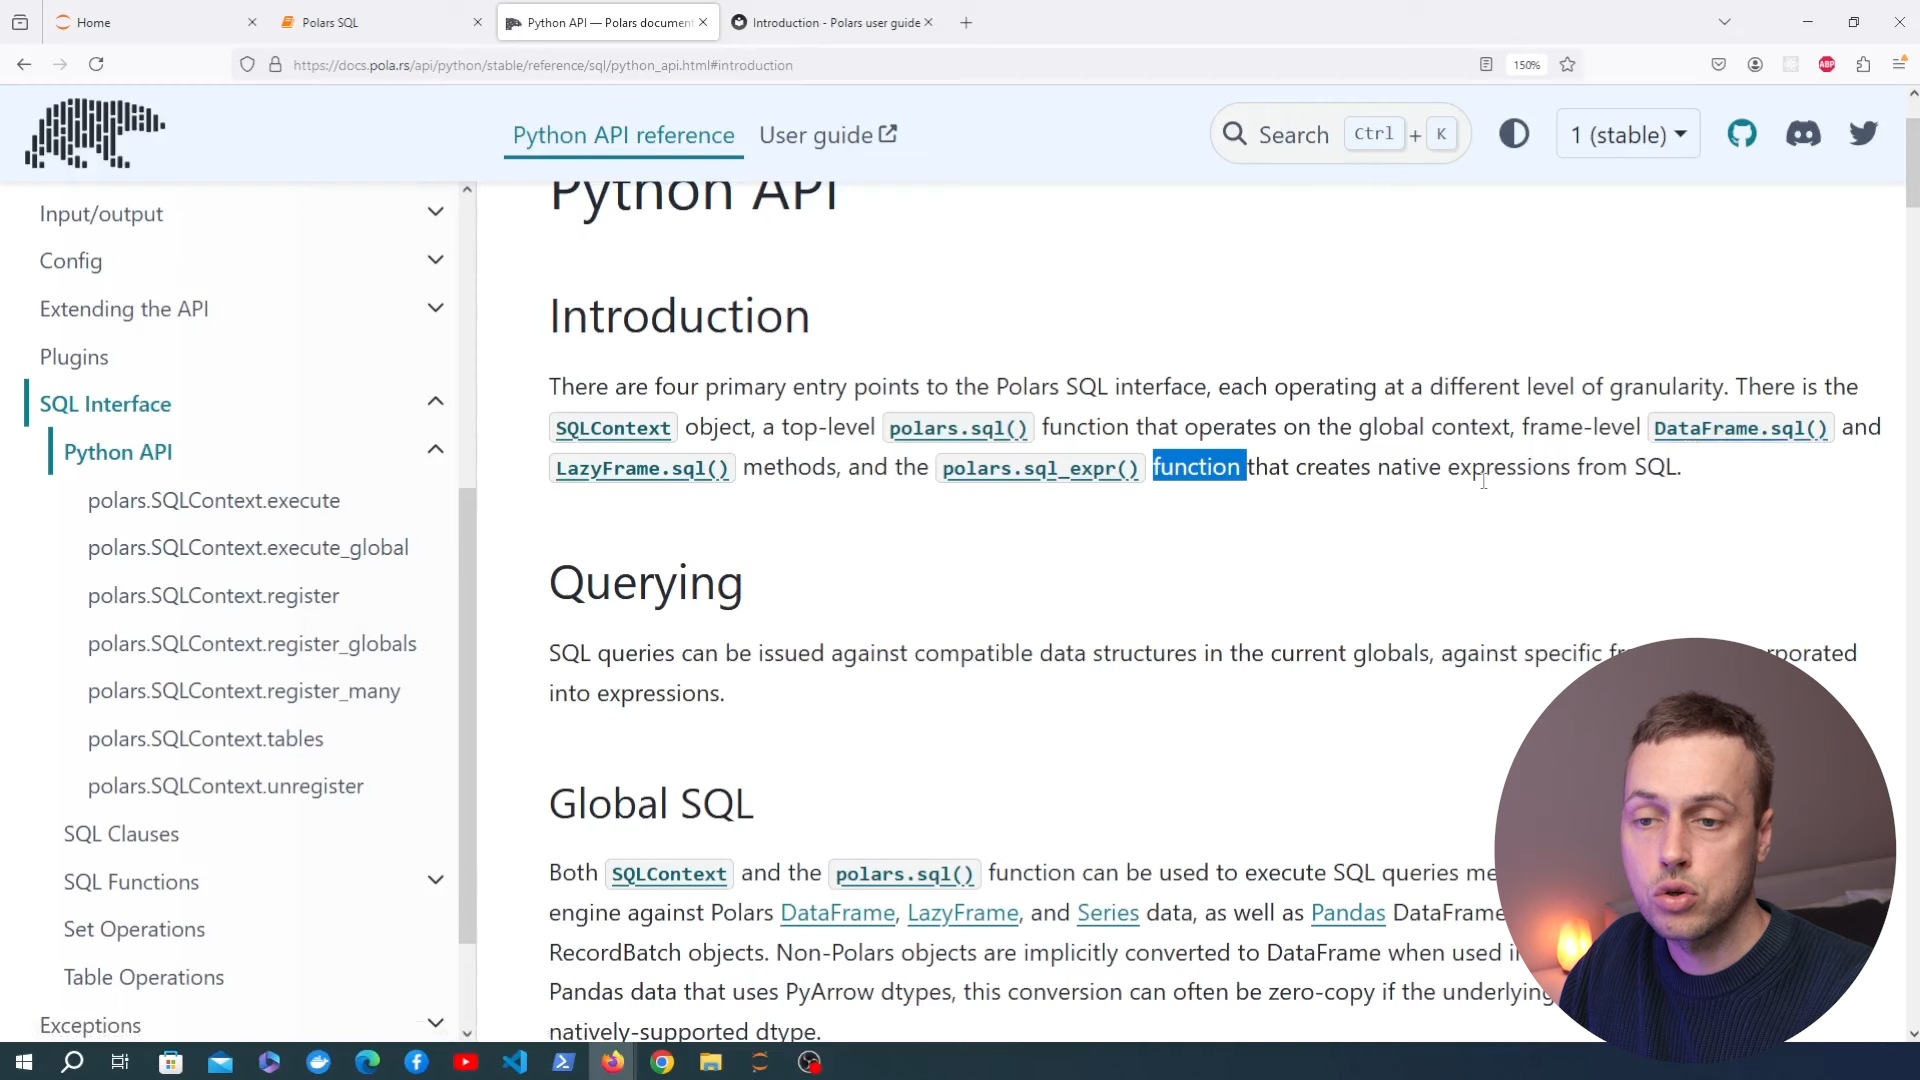 Home
Polars SQL
Python API — Polars document
Introduction - Polars user guide
https://docs.pola.rs/api/python/stable/reference/sql/python_api.html#introduction
150%
ABP
Python API reference
User guide
Search Ctrl + K
1 (stable)
Input/output
Config
Extending the API
Plugins
SQL Interface
Python API
polars.SQLContext.execute
polars.SQLContext.execute_global
polars.SQLContext.register
polars.SQLContext.register_globals
polars.SQLContext.register_many
polars.SQLContext.tables
polars.SQLContext.unregister
SQL Clauses
SQL Functions
Set Operations
Table Operations
Exceptions
Python API
Introduction
There are four primary entry points to the Polars SQL interface, each operating at a different level of granularity. There is the
SQLContext object, a top-level polars.sql() function that operates on the global context, frame-level DataFrame.sql() and
LazyFrame.sql() methods, and the polars.sql_expr() function that creates native expressions from SQL.
Querying
SQL queries can be issued against compatible data structures in the current globals, against specific
into expressions.
Global SQL
Both SQLContext and the polars.sql() function can be used to execute SQL queries
engine against Polars DataFrame, LazyFrame, and Series data, as well as Pandas DataFrame
RecordBatch objects. Non-Polars objects are implicitly converted to DataFrame when used
Pandas data that uses PyArrow dtypes, this conversion can often be zero-copy if the underlying
natively-supported dtype.